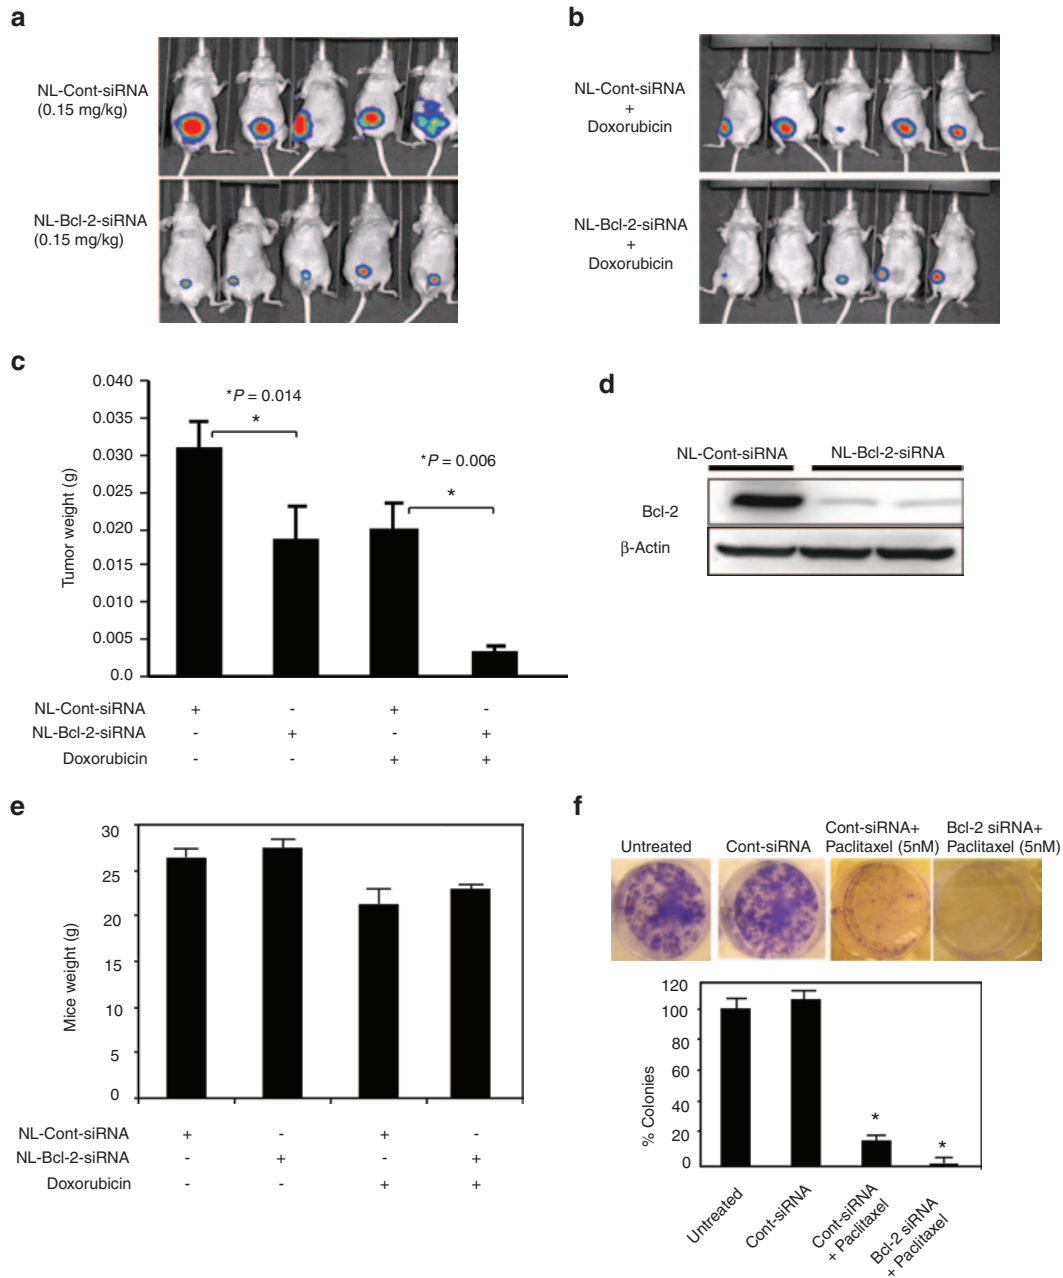 a
NL-Cont-siRNA
(0.15 mg/kg)
NL-Bcl-2-siRNA
(0.15 mg/kg)
b
NL-Cont-siRNA
+
Doxorubicin
NL-Bcl-2-siRNA
+
Doxorubicin
c
0.040
0.035
0.030
0.025
0.020
0.015
0.010
0.005
0.0
Tumor weight (g)
*P = 0.014
*
*P = 0.006
*
NL-Cont-siRNA + - + -
NL-Bcl-2-siRNA - + - +
Doxorubicin - - + +
d
NL-Cont-siRNA NL-Bcl-2-siRNA
Bcl-2
β-Actin
e
30
25
20
15
10
5
0
Mice weight (g)
NL-Cont-siRNA + - + -
NL-Bcl-2-siRNA - + - +
Doxorubicin - - + +
f
Untreated
Cont-siRNA
Cont-siRNA+
Paclitaxel (5nM)
Bcl-2 siRNA+
Paclitaxel (5nM)
120
100
80
60
40
20
0
% Colonies
*
*
Untreated
Cont-siRNA
Cont-siRNA
+ Paclitaxel
Bcl-2 siRNA
+ Paclitaxel